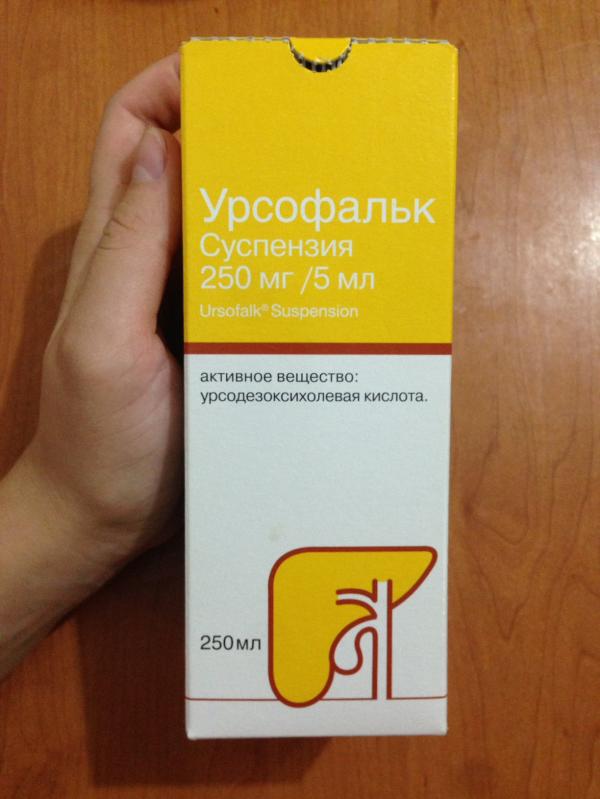 Урсофальк
Суспензия
250 мг /5 мл
Ursofalk® Suspension
активное вещество:
урсодезоксихолевая кислота.
250мл